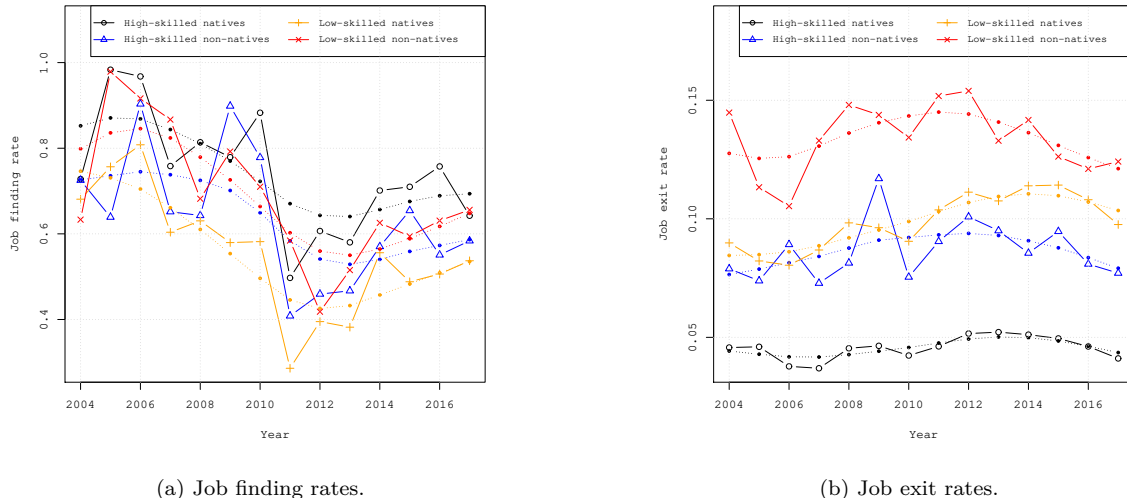 High-skilled natives Low-skilled natives
High-skilled non-natives Low-skilled non-natives
Job finding rate
1.0
0.8
0.6
0.4
2004 2006 2008 2010 2012 2014 2016
Year
(a) Job finding rates.
High-skilled natives Low-skilled natives
High-skilled non-natives Low-skilled non-natives
Job exit rate
0.15
0.10
0.05
2004 2006 2008 2010 2012 2014 2016
Year
(b) Job exit rates.